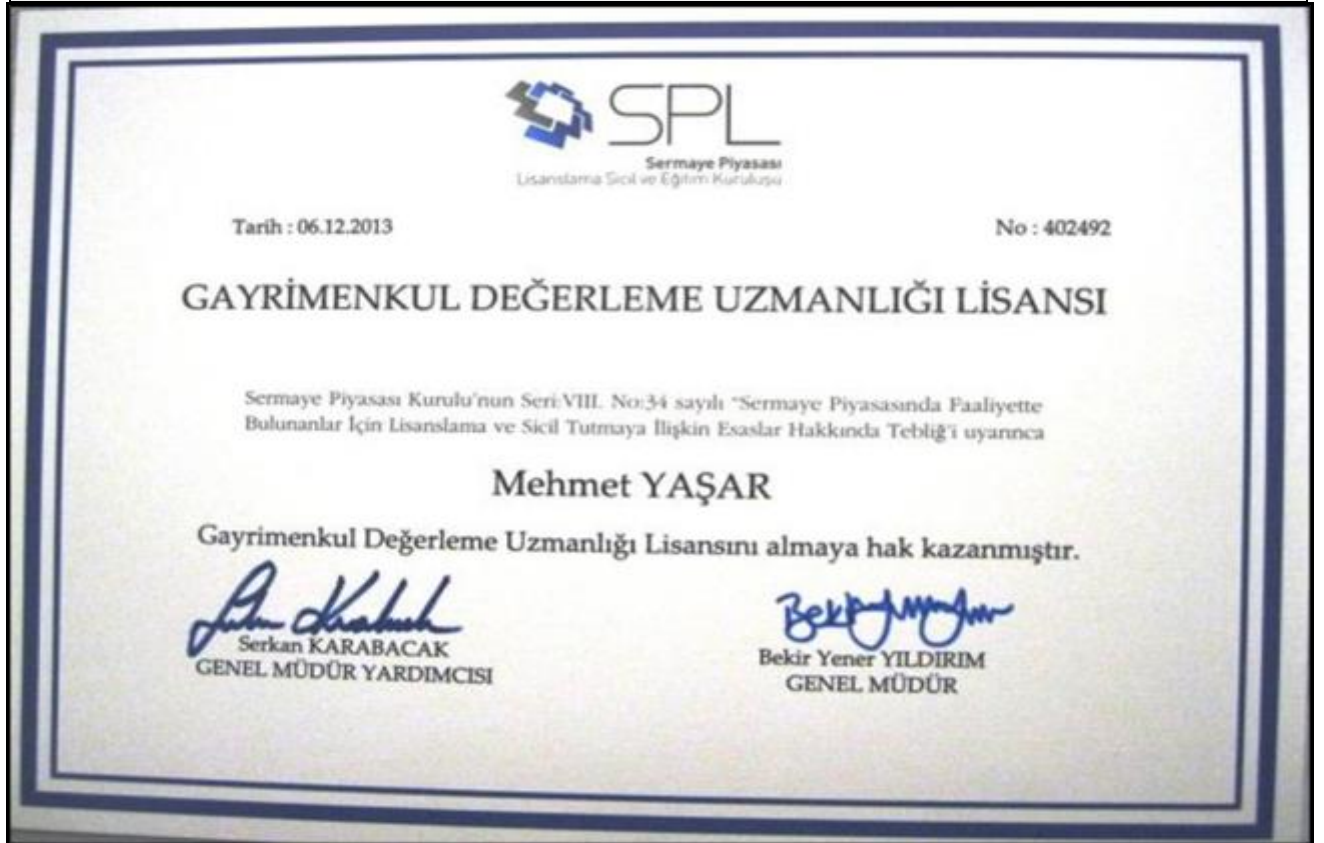 SPL
Sermaye Piyasası
Lisanslama Sicil ve Eğitim Kuruluşu
Tarih : 06.12.2013
No : 402492
GAYRİMENKUL DEĞERLEME UZMANLIĞI LİSANSI
Sermaye Piyasası Kurulu'nun Seri:VIII. No:34 sayılı "Sermaye Piyasasında Faaliyette
Bulunanlar İçin Lisanslama ve Sicil Tutmaya İlişkin Esaslar Hakkında Tebliğ'i uyarınca
Mehmet YAŞAR
Gayrimenkul Değerleme Uzmanlığı Lisansını almaya hak kazanmıştır.
Serkan KARABACAK
GENEL MÜDÜR YARDIMCISI
Bekir Yener YILDIRIM
GENEL MÜDÜR